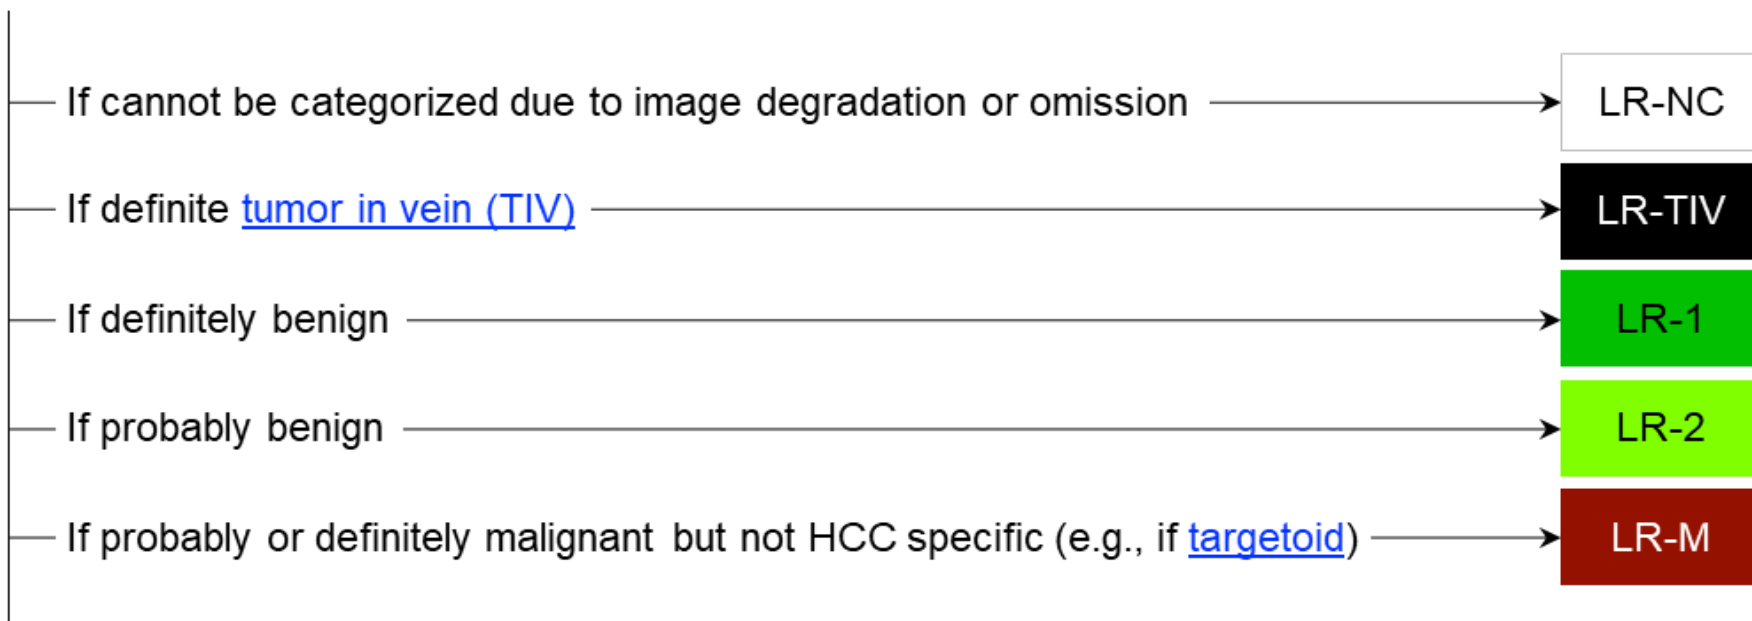 If cannot be categorized due to image degradation or omission LR-NC
If definite tumor in vein (TIV) LR-TIV
If definitely benign LR-1
If probably benign LR-2
If probably or definitely malignant but not HCC specific (e.g., if targetoid) LR-M